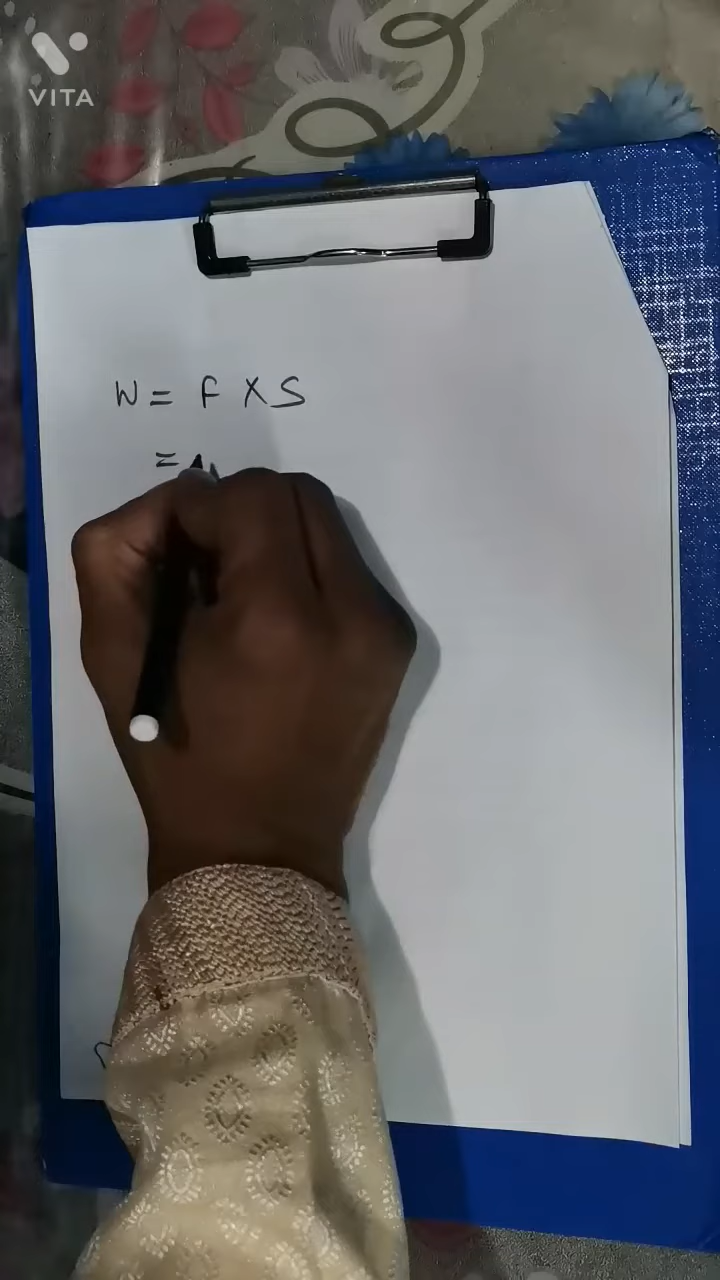 VITA
W = F X S
=